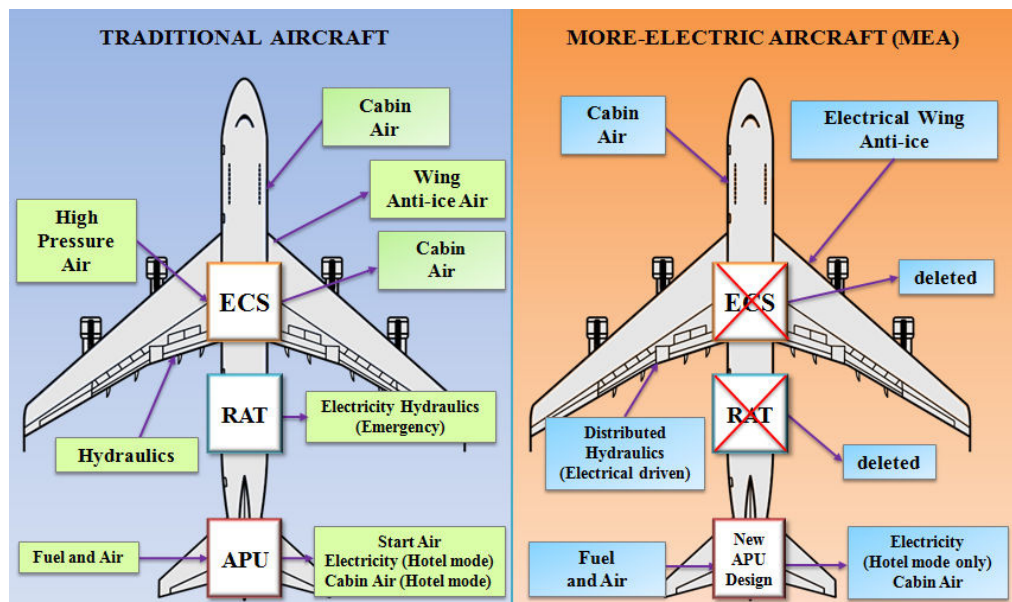 TRADITIONAL AIRCRAFT
Cabin
Air
Wing
Anti-ice Air
High
Pressure
Air
Cabin
Air
ECS
RAT
Electricity Hydraulics
(Emergency)
Hydraulics
Fuel and Air
APU
Start Air
Electricity (Hotel mode)
Cabin Air (Hotel mode)
MORE-ELECTRIC AIRCRAFT (MEA)
Cabin
Air
Electrical Wing
Anti-ice
ECS
deleted
RAT
Distributed
Hydraulics
(Electrical driven)
deleted
Fuel
and Air
New
APU
Design
Electricity
(Hotel mode only)
Cabin Air